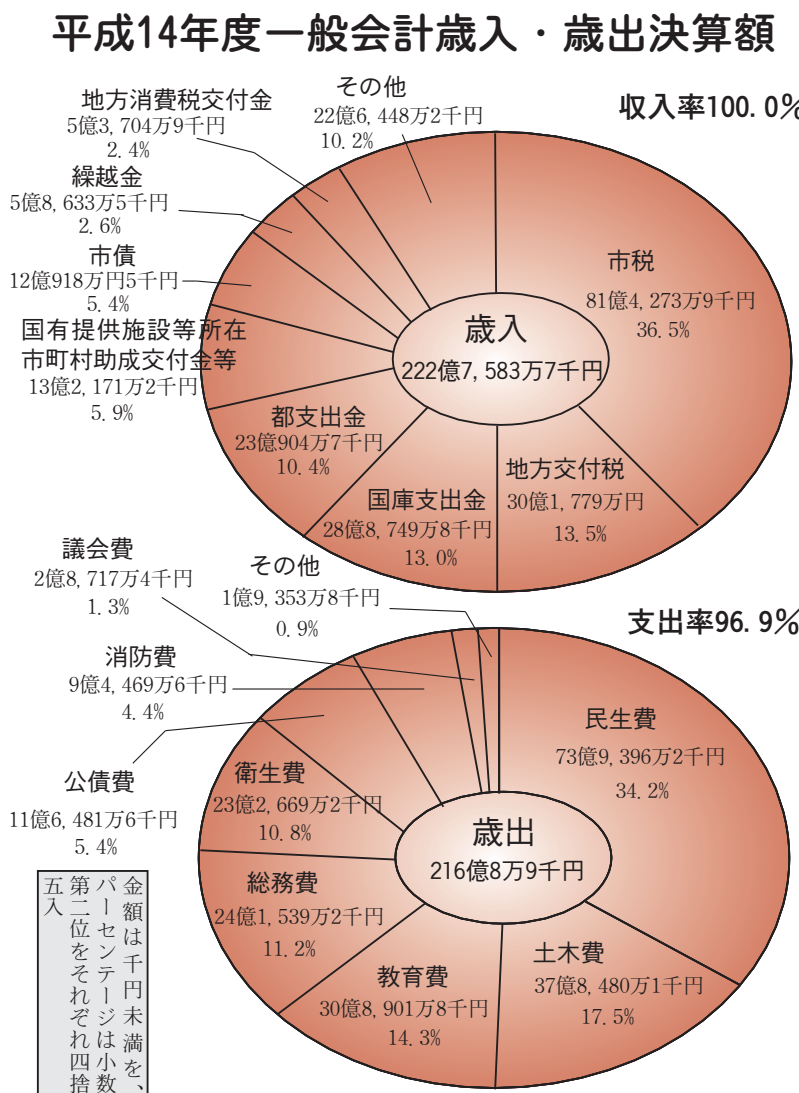 平成14年度一般会計歳入・歳出決算額
収入率100.0%
その他
22億6,448万2千円
10.2%
地方消費税交付金
5億3,704万9千円
2.4%
繰越金
5億8,633万5千円
2.6%
市債
12億918万円5千円
5.4%
国有提供施設等所在
市町村助成交付金等
13億2,171万2千円
5.9%
都支出金
23億904万7千円
10.4%
国庫支出金
28億8,749万8千円
13.0%
地方交付税
30億1,779万円
13.5%
市税
81億4,273万9千円
36.5%
歳入
222億7,583万7千円
支出率96.9%
議会費
2億8,717万4千円
1.3%
その他
1億9,353万8千円
0.9%
消防費
9億4,469万6千円
4.4%
公債費
11億6,481万6千円
5.4%
衛生費
23億2,669万2千円
10.8%
総務費
24億1,539万2千円
11.2%
教育費
30億8,901万8千円
14.3%
土木費
37億8,480万1千円
17.5%
民生費
73億9,396万2千円
34.2%
歳出
216億8万9千円
金額は千円未満を、
パーセンテージは小数
第二位をそれぞれ四捨
五入